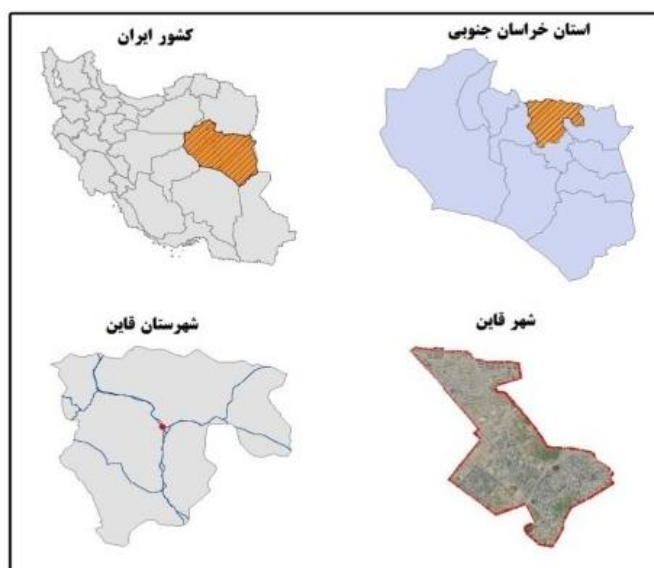 استان خراسان جنوبی
کشور ایران
شهر قاین
شهرستان قاین